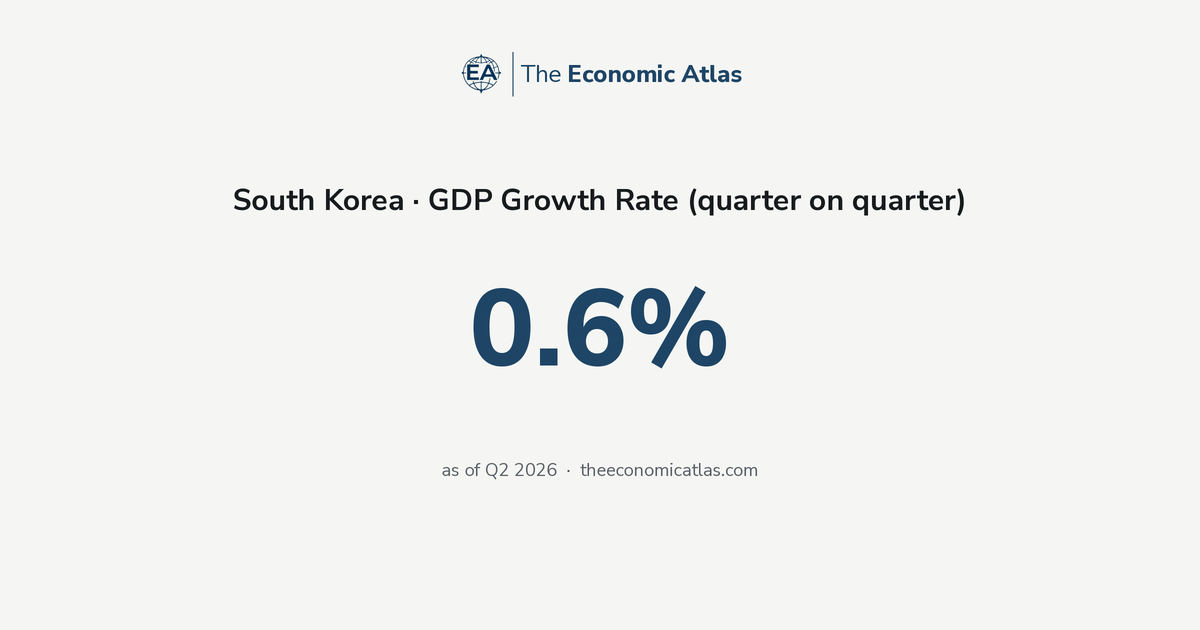 EA The Economic Atlas
South Korea · GDP Growth Rate (quarter on quarter)
0.6%
as of Q2 2026 · theeconomicatlas.com